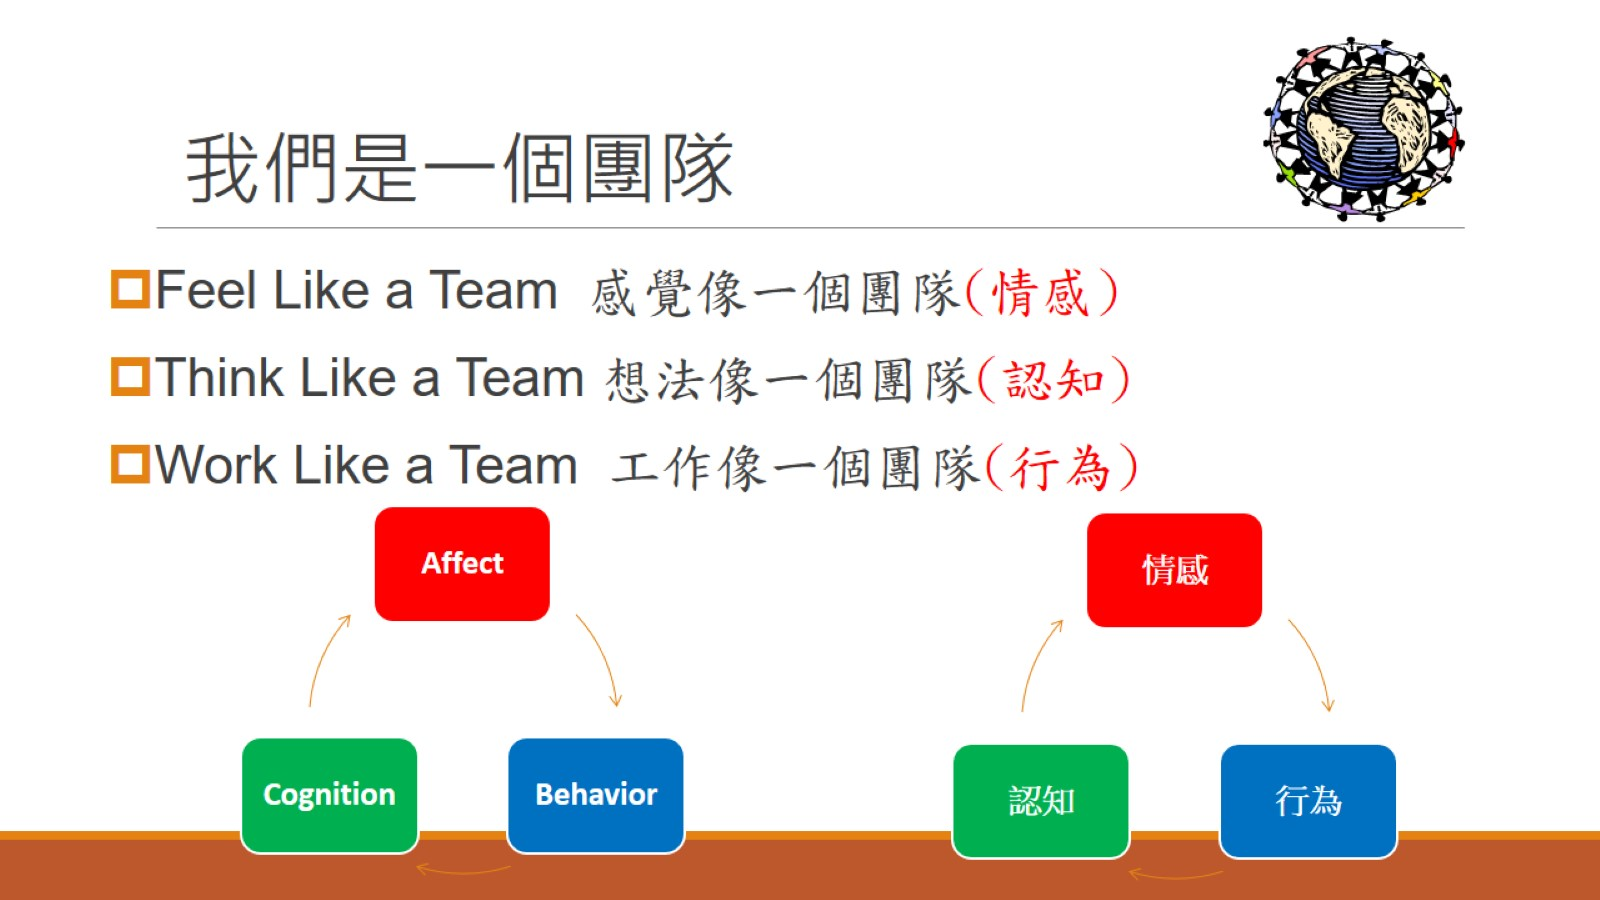 我們是一個團隊
Feel Like a Team 感覺像一個團隊(情感)
Think Like a Team 想法像一個團隊(認知)
Work Like a Team 工作像一個團隊(行為)
Affect
Cognition
Behavior
情感
認知
行為